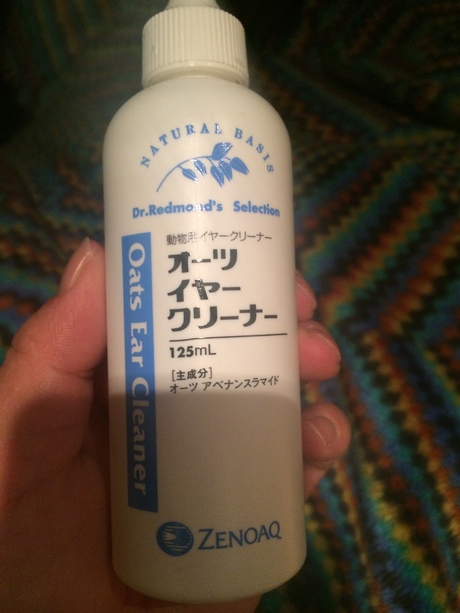 NATURAL BASIS
Dr.Redmond's Selection
動物用イヤークリーナー
オーツ
イヤー
クリーナー
125mL
[主成分]
オーツ アベナンスラマイド
Oats Ear Cleaner
ZENOAQ